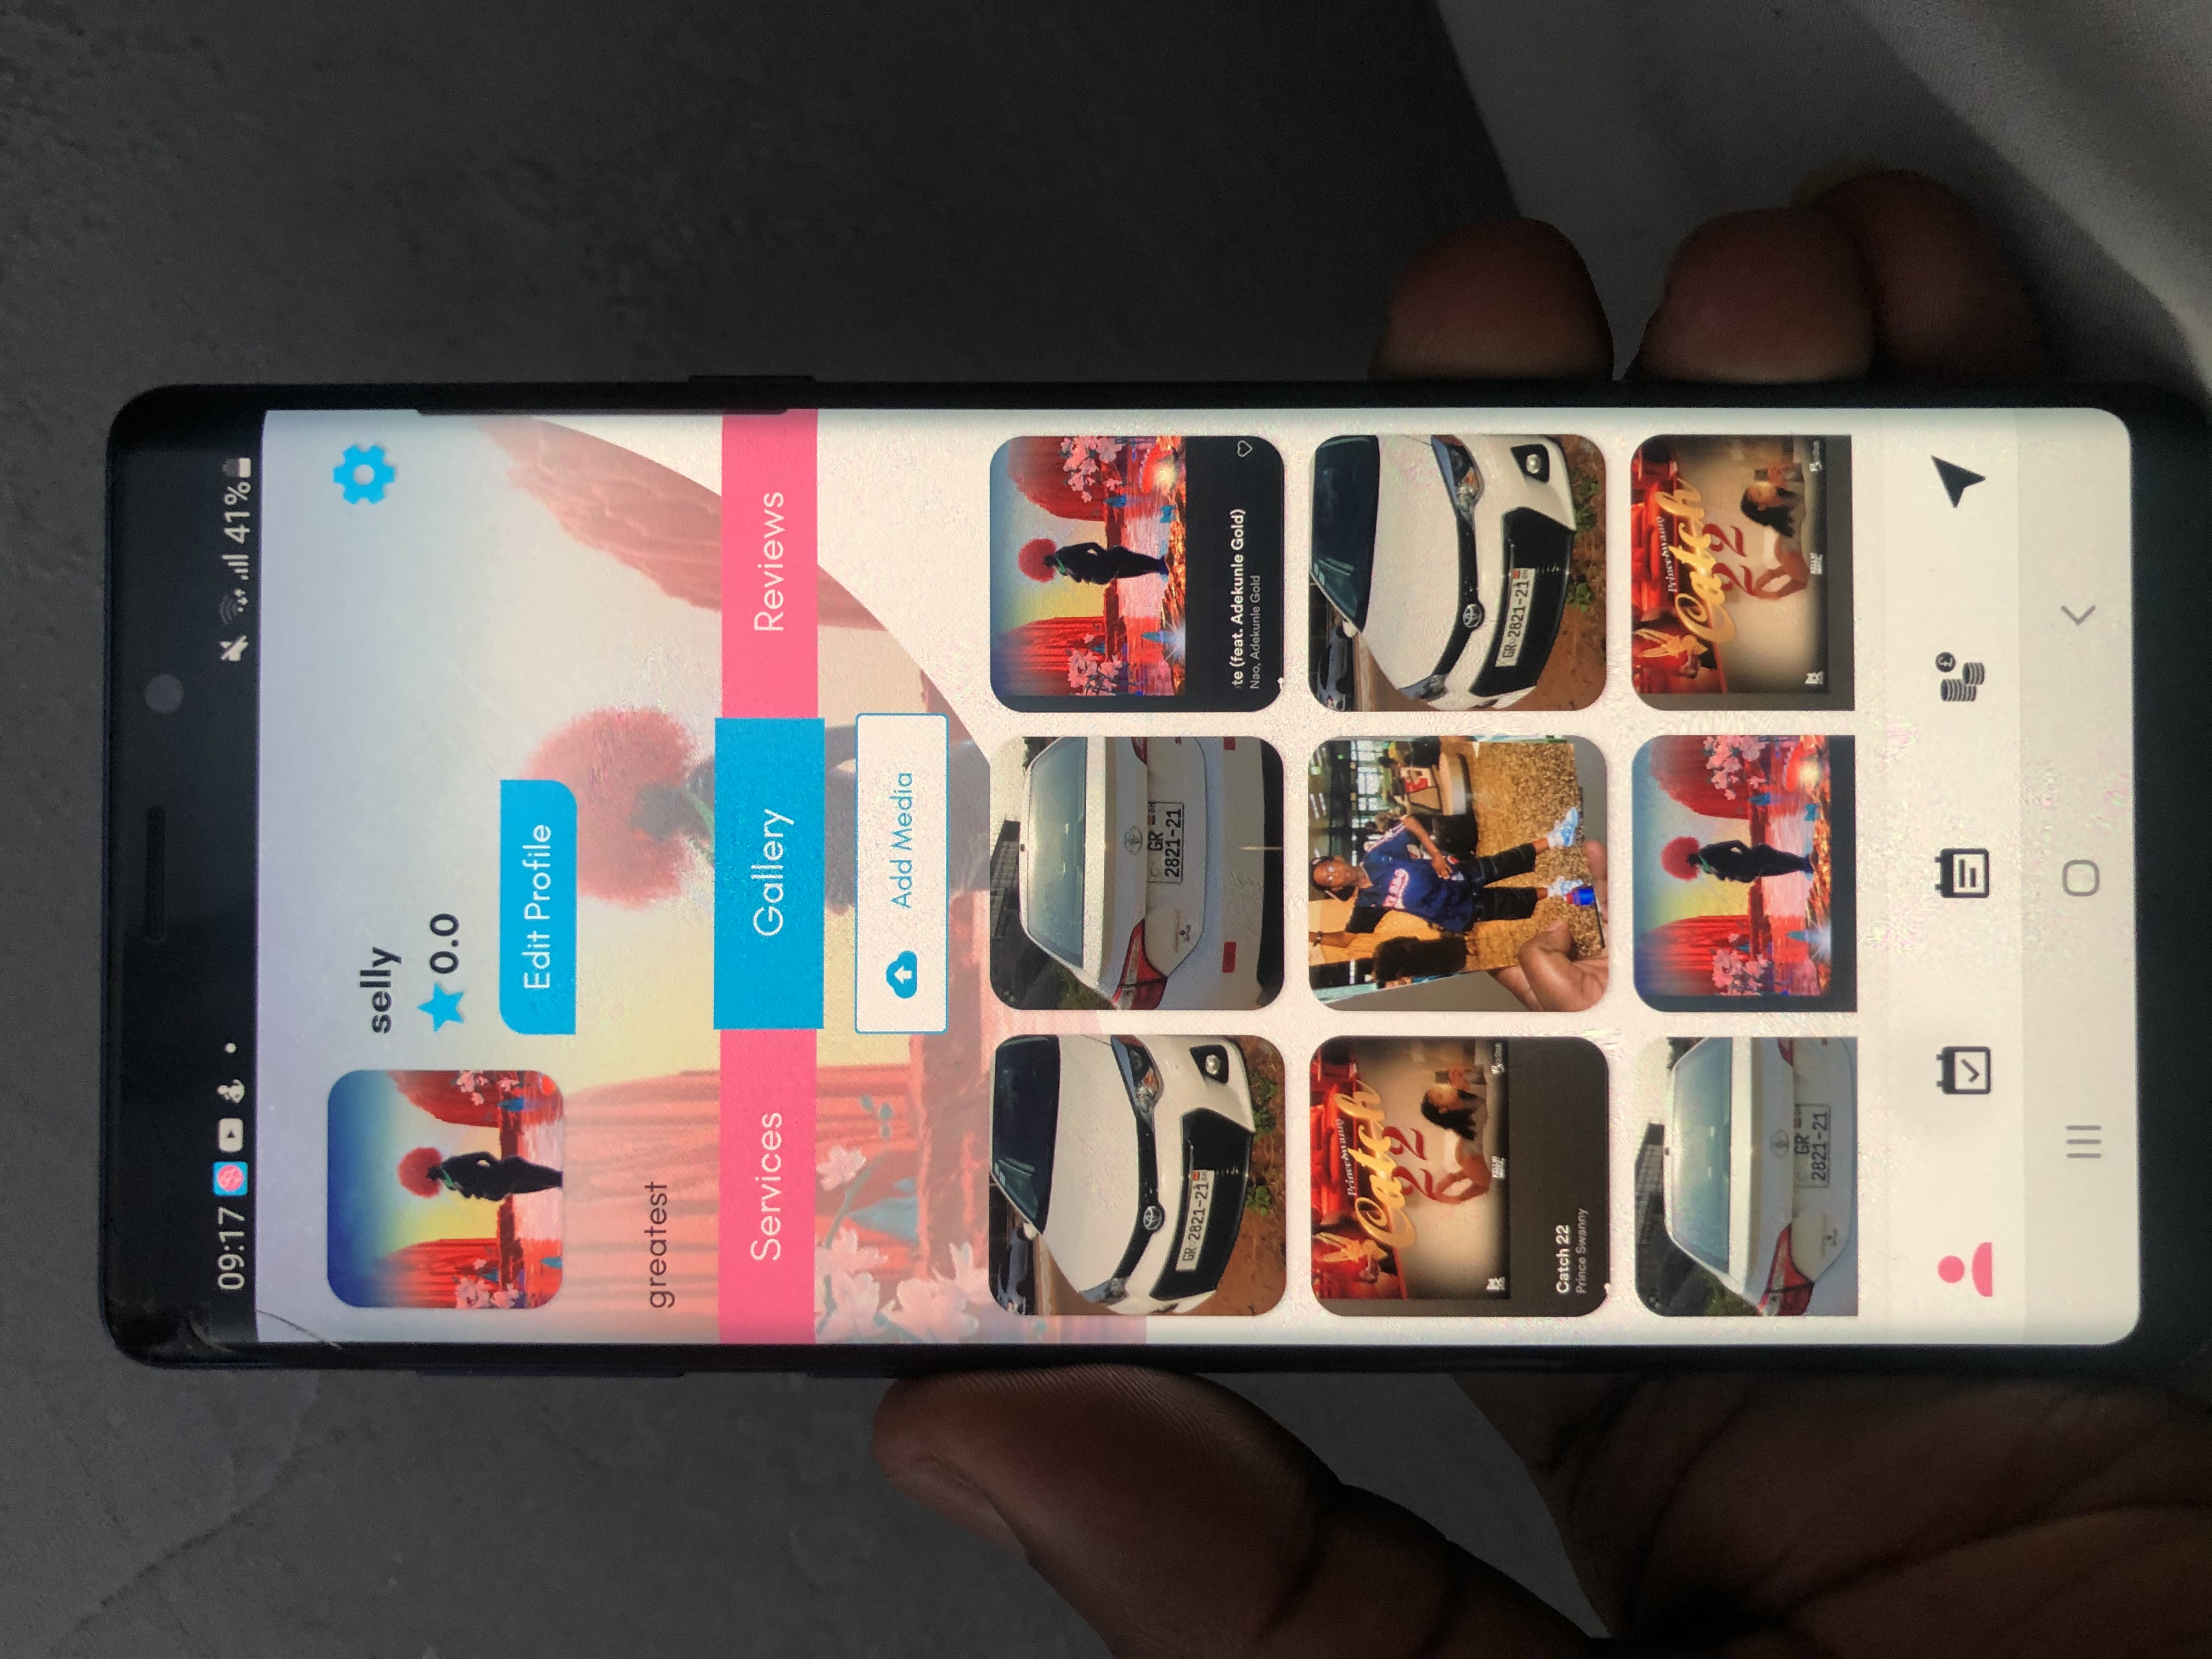 09:17
41%
selly
0.0
Edit Profile
greatest
Services
Gallery
Reviews
Add Media
GR 2821-21
GR
2821-21
te (feat. Adekunle Gold)
Nao, Adekunle Gold
Prince Swanny
Catch
22
Catch 22
Prince Swanny
GR 2821-21
GR
2821-21
Prince Swanny
Catch
22
£